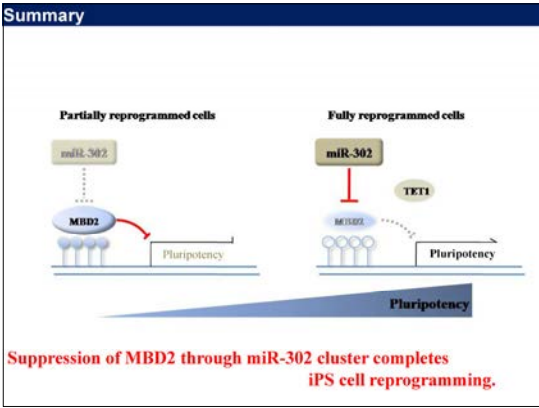 Summary
Partially reprogrammed cells
Fully reprogrammed cells
miR-302
miR-302
TET1
MBD2
MBD2
Pluripotency
Pluripotency
Pluripotency
Suppression of MBD2 through miR-302 cluster completes
iPS cell reprogramming.